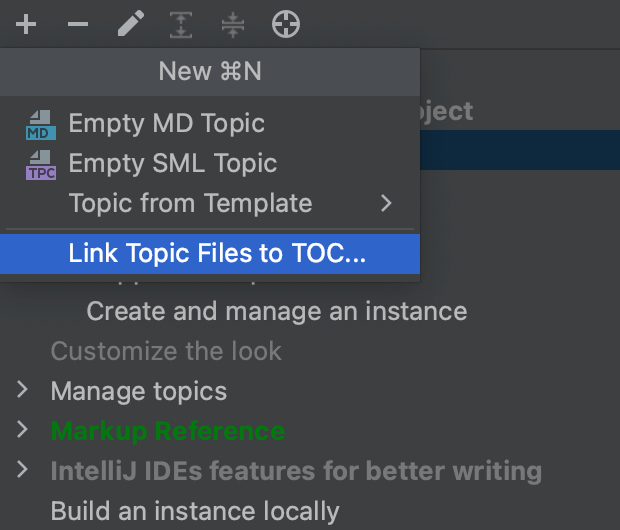 New ⌘N
MD Empty MD Topic
TPC Empty SML Topic
Topic from Template
Link Topic Files to TOC...
Create and manage an instance
Customize the look
Manage topics
Markup Reference
IntelliJ IDEs features for better writing
Build an instance locally